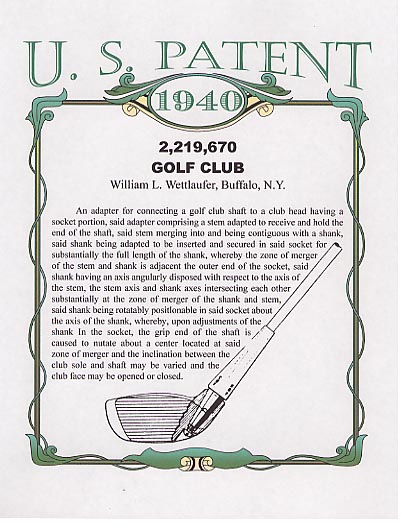 U. S. PATENT
1940
2,219,670
GOLF CLUB
William L. Wettlaufer, Buffalo, N.Y.
An adapter for connecting a golf club shaft to a club head having a
socket portion, said adapter comprising a stem adapted to receive and hold the
end of the shaft, said stem merging into and being contiguous with a shank,
said shank being adapted to be inserted and secured in said socket for
substantially the full length of the shank, whereby the zone of merger
of the stem and shank is adjacent the outer end of the socket, said
shank having an axis angularly disposed with respect to the axis of
the stem, the stem axis and shank axes intersecting each other
substantially at the zone of merger of the shank and stem,
said shank being rotatably positionable in said socket about
the axis of the shank, whereby, upon adjustments of the
shank In the socket, the grip end of the shaft is
caused to nutate about a center located at said
zone of merger and the inclination between the
club sole and shaft may be varied and the
club face may be opened or closed.